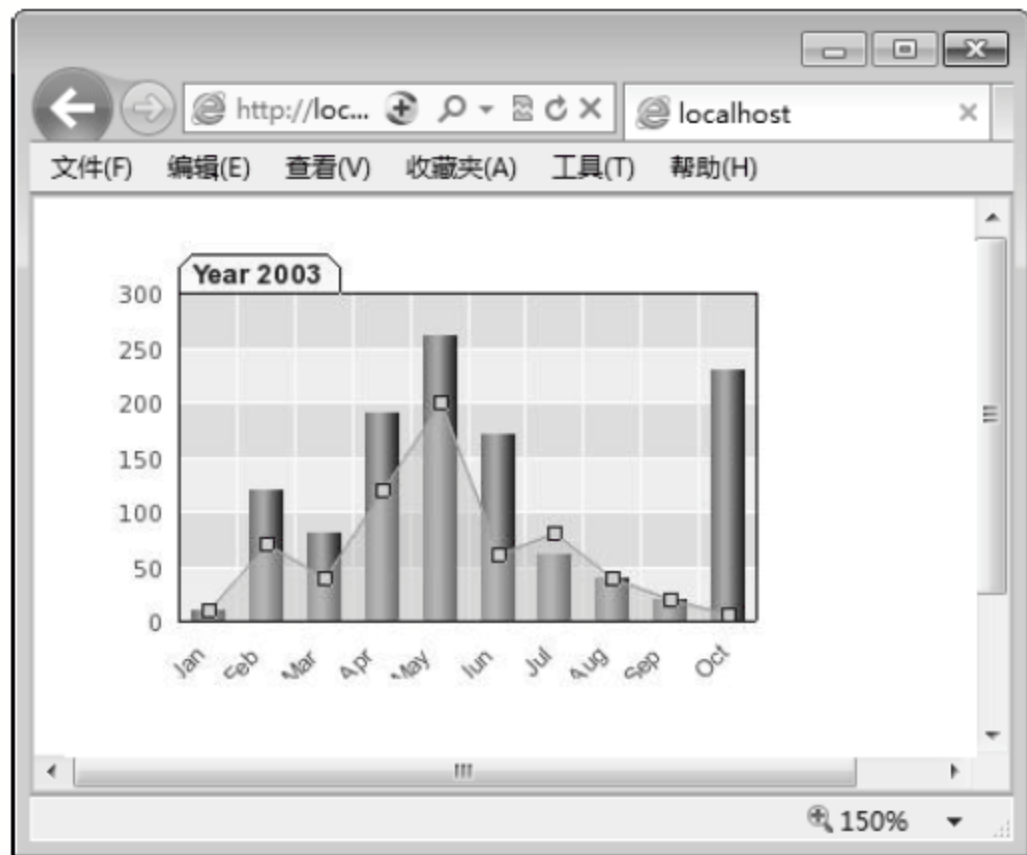 http://loc...
localhost
文件(F) 编辑(E) 查看(V) 收藏夹(A) 工具(T) 帮助(H)
Year 2003
300
250
200
150
100
50
0
Jan Feb Mar Apr May Jun Jul Aug Sep Oct
150%